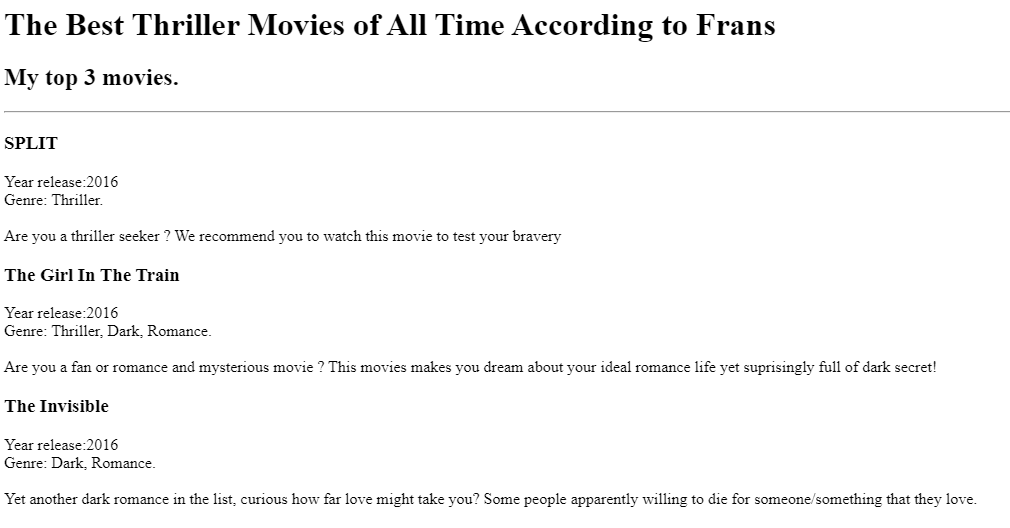 The Best Thriller Movies of All Time According to Frans
My top 3 movies.
SPLIT
Year release:2016
Genre: Thriller.
Are you a thriller seeker ? We recommend you to watch this movie to test your bravery
The Girl In The Train
Year release:2016
Genre: Thriller, Dark, Romance.
Are you a fan or romance and mysterious movie ? This movies makes you dream about your ideal romance life yet suprisingly full of dark secret!
The Invisible
Year release:2016
Genre: Dark, Romance.
Yet another dark romance in the list, curious how far love might take you? Some people apparently willing to die for someone/something that they love.